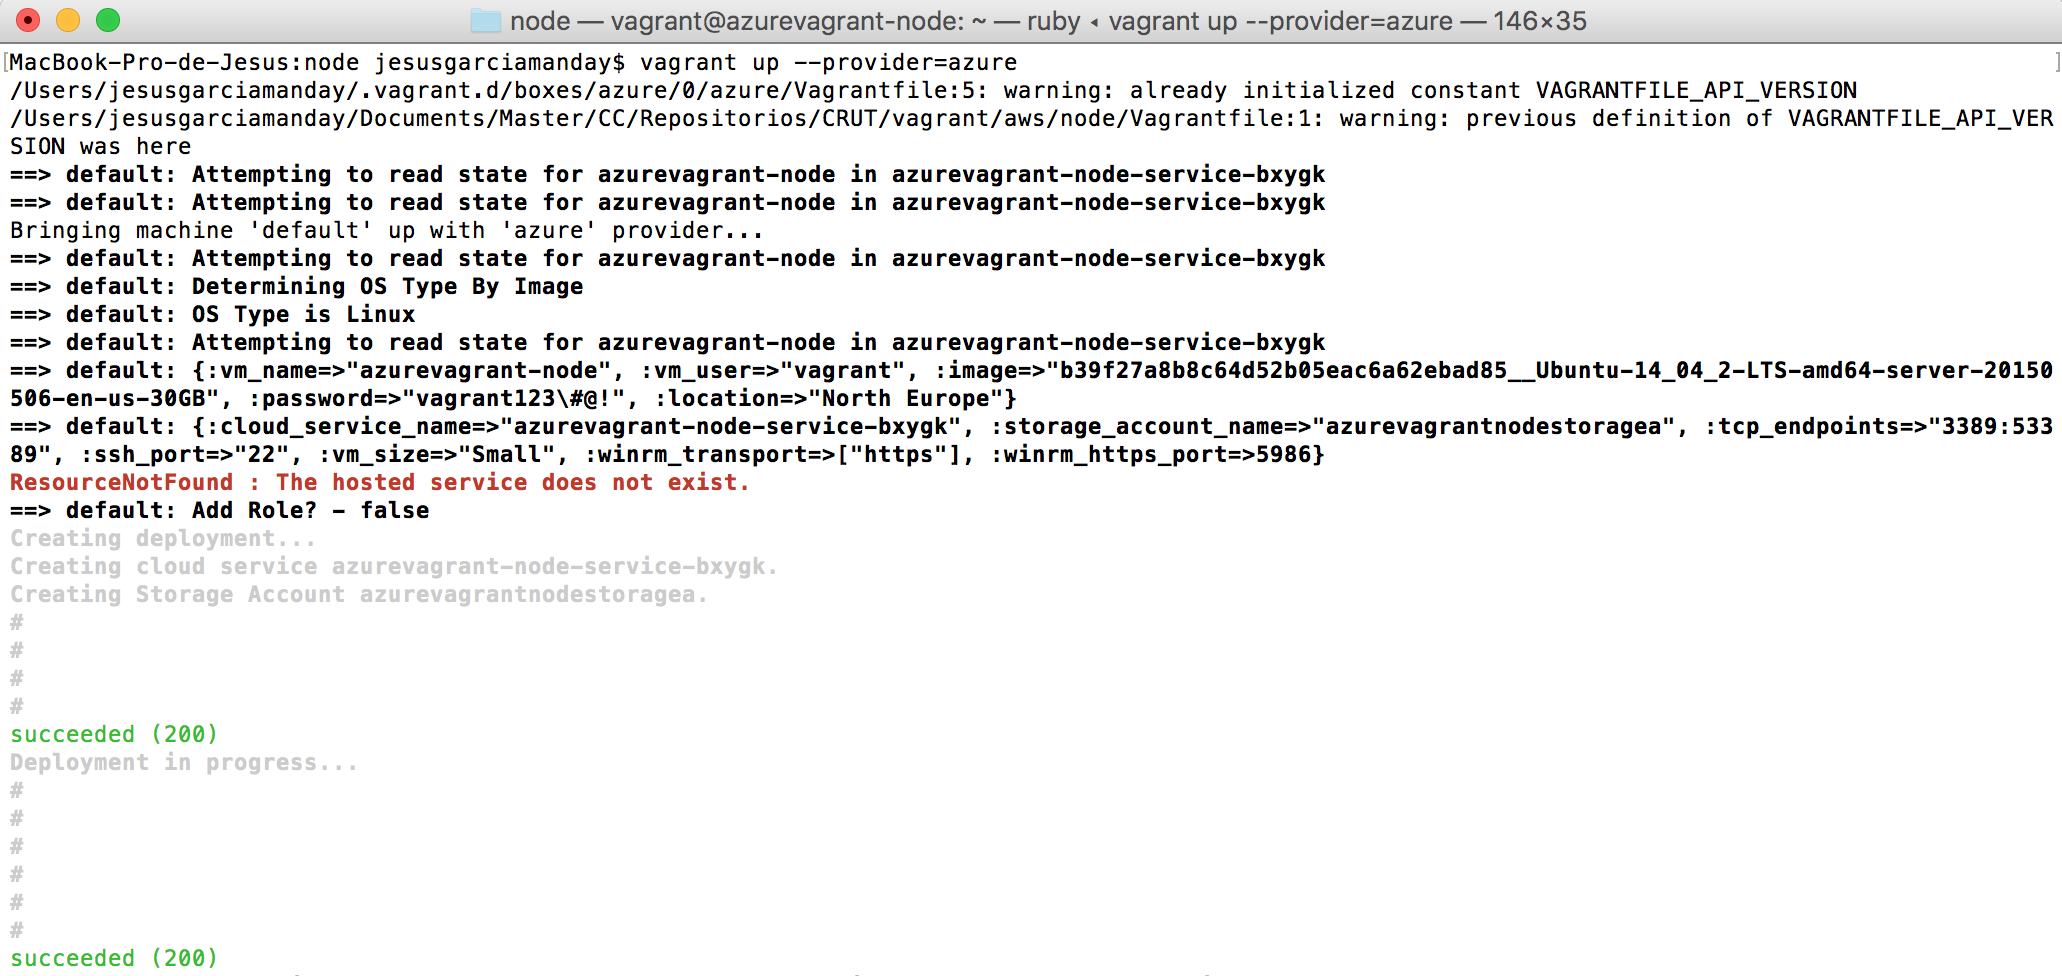 node — vagrant@azurevagrant-node: ~ — ruby ◂ vagrant up --provider=azure — 146×35
[MacBook-Pro-de-Jesus:node jesusgarciamanday$ vagrant up --provider=azure ]
/Users/jesusgarciamanday/.vagrant.d/boxes/azure/0/azure/Vagrantfile:5: warning: already initialized constant VAGRANTFILE_API_VERSION
/Users/jesusgarciamanday/Documents/Master/CC/Repositorios/CRUT/vagrant/aws/node/Vagrantfile:1: warning: previous definition of VAGRANTFILE_API_VER
SION was here
==> default: Attempting to read state for azurevagrant-node in azurevagrant-node-service-bxygk
==> default: Attempting to read state for azurevagrant-node in azurevagrant-node-service-bxygk
Bringing machine 'default' up with 'azure' provider...
==> default: Attempting to read state for azurevagrant-node in azurevagrant-node-service-bxygk
==> default: Determining OS Type By Image
==> default: OS Type is Linux
==> default: Attempting to read state for azurevagrant-node in azurevagrant-node-service-bxygk
==> default: {:vm_name=>"azurevagrant-node", :vm_user=>"vagrant", :image=>"b39f27a8b8c64d52b05eac6a62ebad85__Ubuntu-14_04_2-LTS-amd64-server-20150
506-en-us-30GB", :password=>"vagrant123\#@!", :location=>"North Europe"}
==> default: {:cloud_service_name=>"azurevagrant-node-service-bxygk", :storage_account_name=>"azurevagrantnodestoragea", :tcp_endpoints=>"3389:533
89", :ssh_port=>"22", :vm_size=>"Small", :winrm_transport=>["https"], :winrm_https_port=>5986}
ResourceNotFound : The hosted service does not exist.
==> default: Add Role? - false
Creating deployment...
Creating cloud service azurevagrant-node-service-bxygk.
Creating Storage Account azurevagrantnodestoragea.
#
#
#
#
succeeded (200)
Deployment in progress...
#
#
#
#
#
#
succeeded (200)